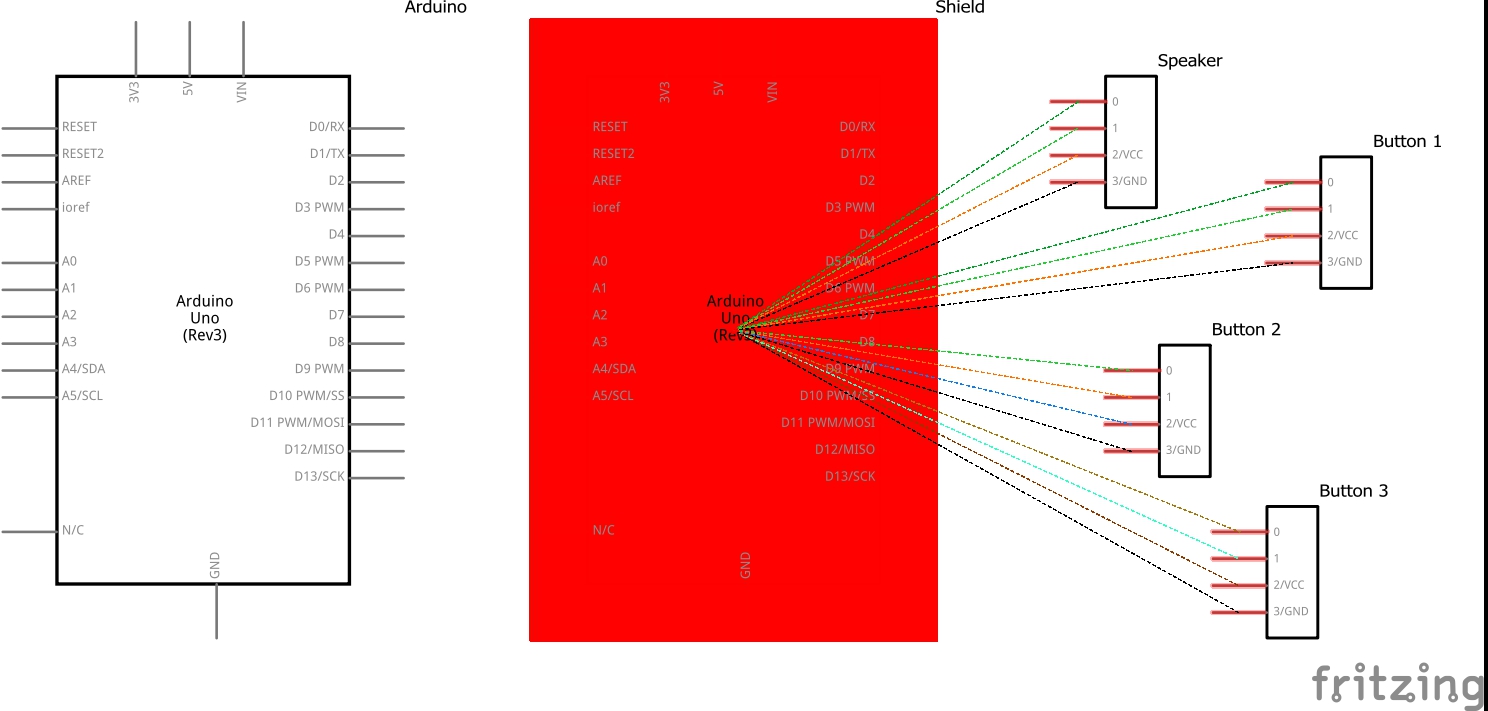 Arduino
3V3
5V
VIN
RESET
RESET2
AREF
ioref
A0
A1
A2
A3
A4/SDA
A5/SCL
N/C
Arduino
Uno
(Rev3)
D0/RX
D1/TX
D2
D3 PWM
D4
D5 PWM
D6 PWM
D7
D8
D9 PWM
D10 PWM/SS
D11 PWM/MOSI
D12/MISO
D13/SCK
GND
Shield
3V3
5V
VIN
RESET
RESET2
AREF
ioref
A0
A1
A2
A3
A4/SDA
A5/SCL
N/C
Arduino
Uno
(Rev3)
D0/RX
D1/TX
D2
D3 PWM
D4
D5 PWM
D6 PWM
D7
D8
D9 PWM
D10 PWM/SS
D11 PWM/MOSI
D12/MISO
D13/SCK
GND
Speaker
0
1
2/VCC
3/GND
Button 1
0
1
2/VCC
3/GND
Button 2
0
1
2/VCC
3/GND
Button 3
0
1
2/VCC
3/GND
fritzing